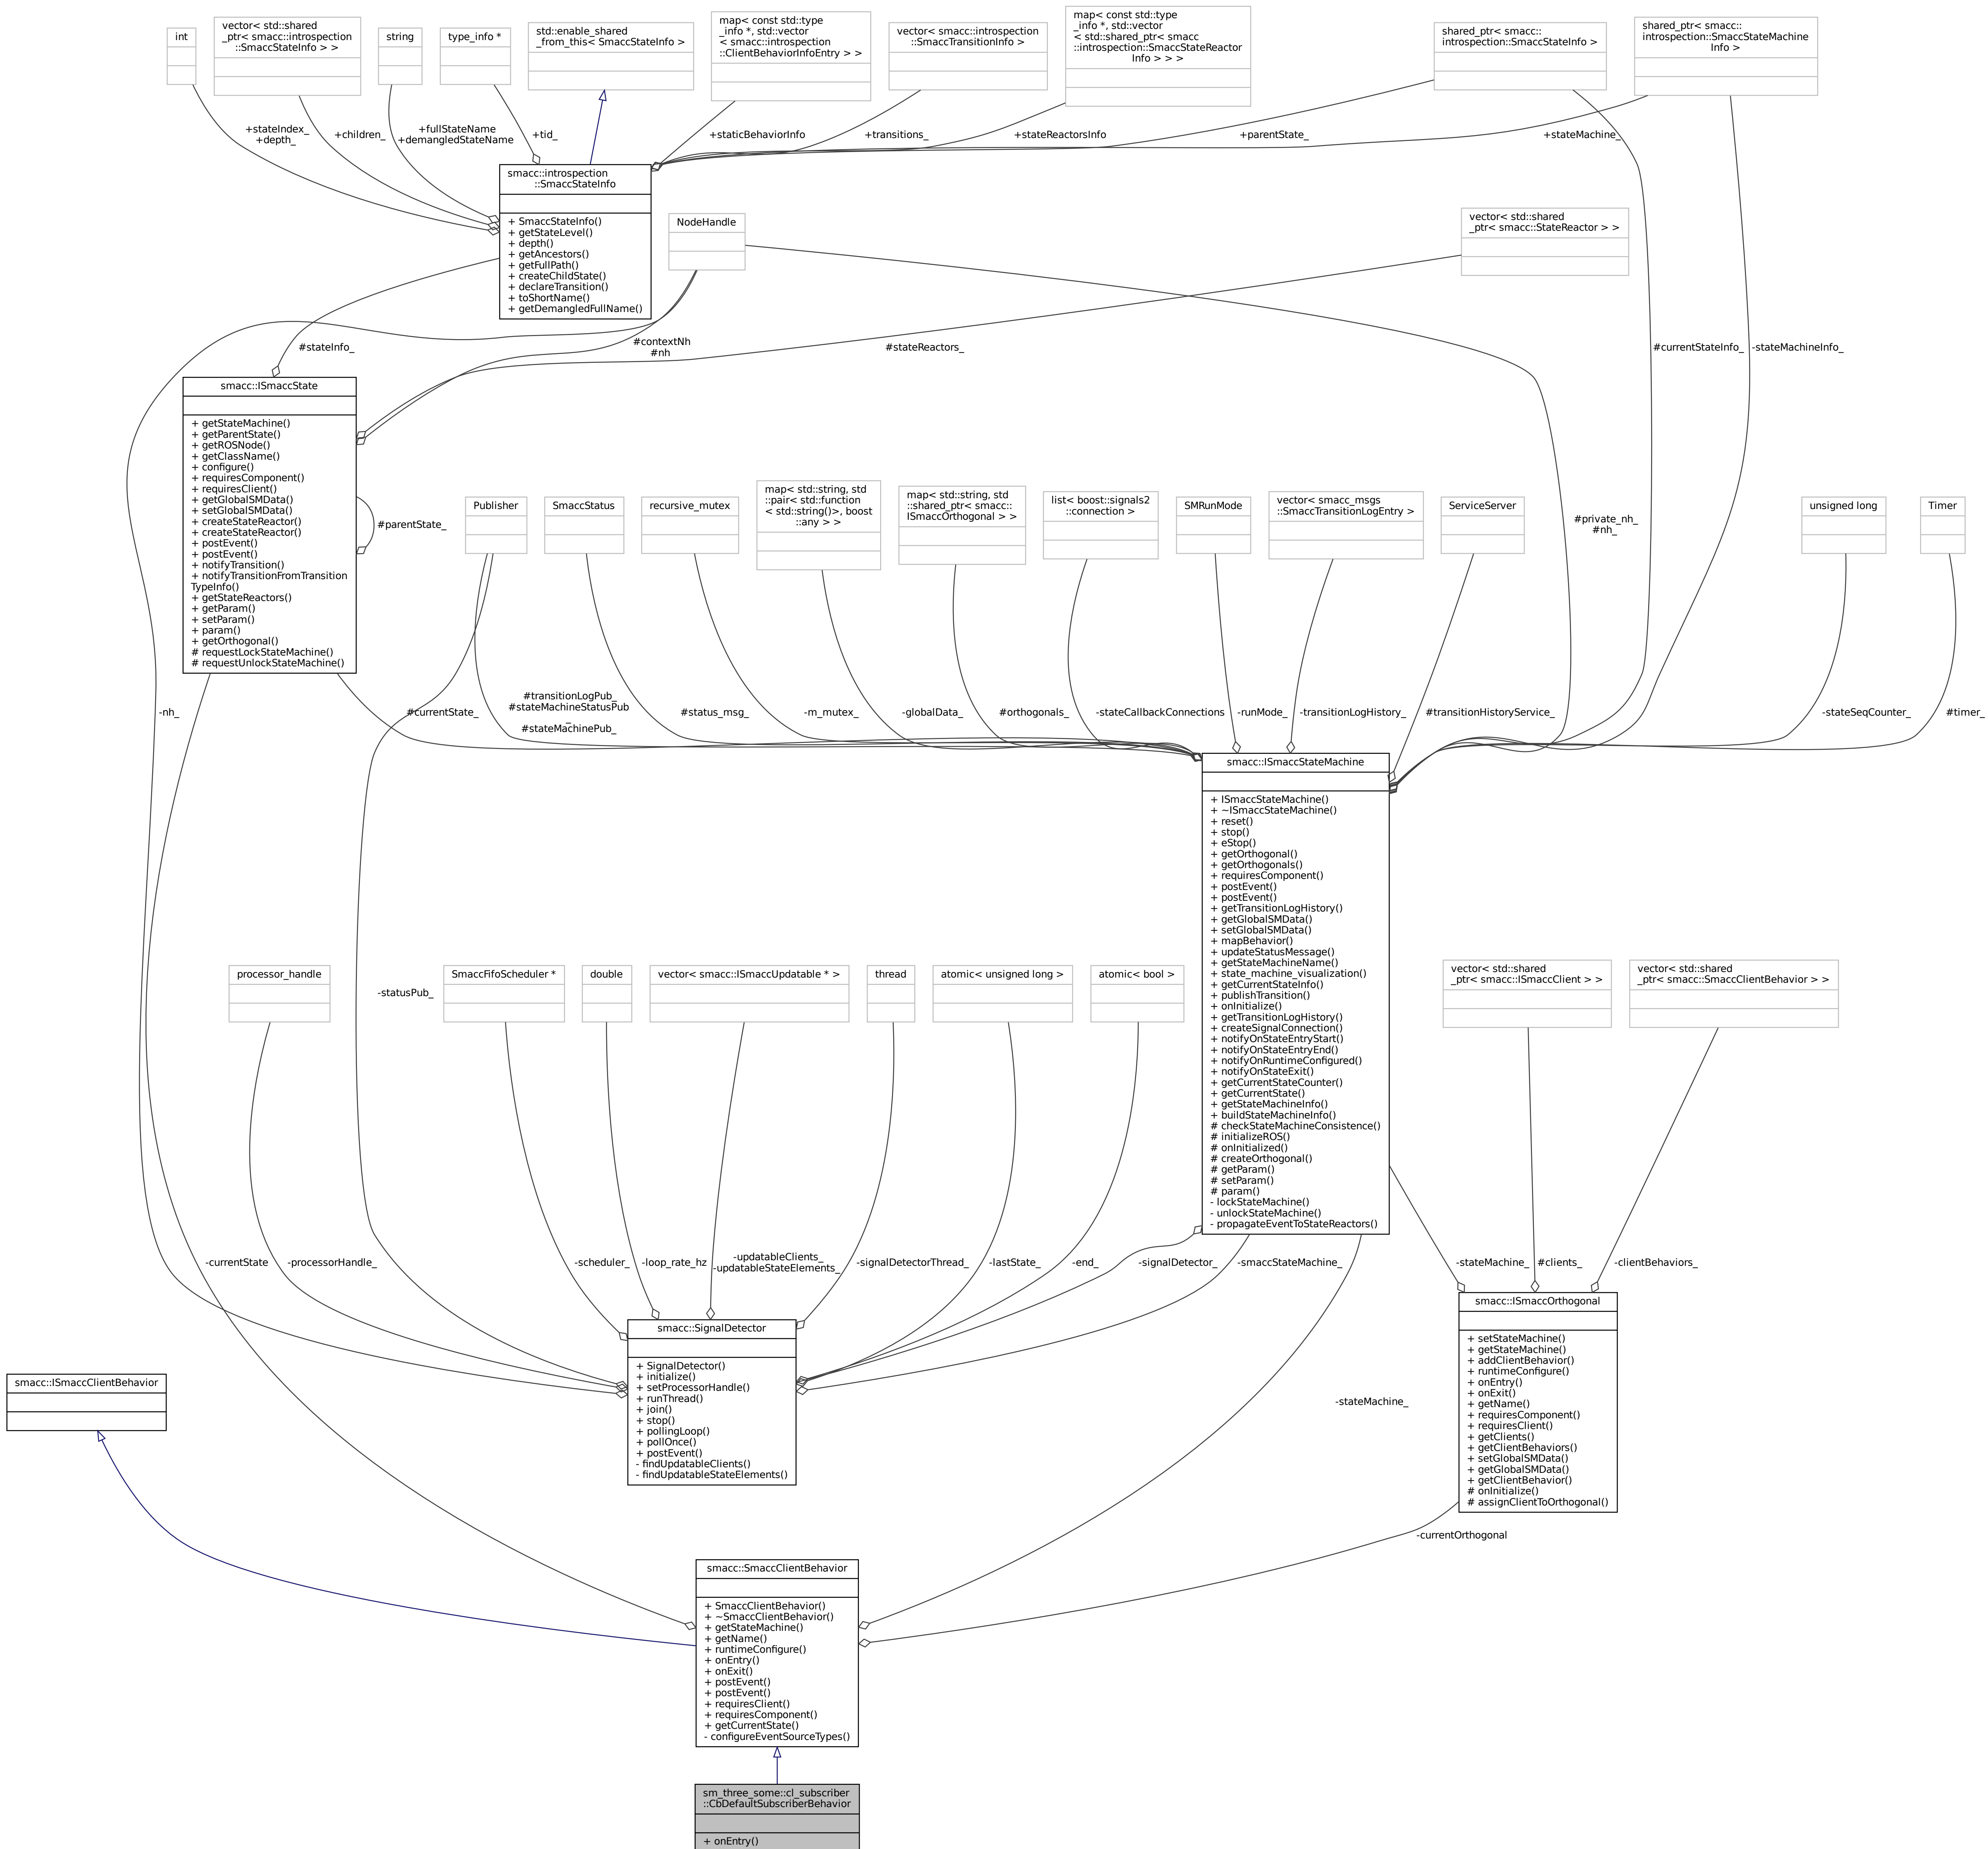 int
vector< std::shared
_ptr< smacc::introspection
::SmaccStateInfo > >
string
type_info *
std::enable_shared
_from_this< SmaccStateInfo >
map< const std::type
_info *, std::vector
< smacc::introspection
::ClientBehaviorInfoEntry > >
vector< smacc::introspection
::SmaccTransitionInfo >
map< const std::type
_info *, std::vector
< std::shared_ptr< smacc
::introspection::SmaccStateReactor
Info > > >
shared_ptr< smacc::
introspection::SmaccStateInfo >
shared_ptr< smacc::
introspection::SmaccStateMachine
Info >
+stateIndex_
+depth_
+children_
+fullStateName
+demangledStateName
+tid_
+staticBehaviorInfo
+transitions_
+stateReactorsInfo
+parentState_
+stateMachine_
smacc::introspection
::SmaccStateInfo
+ SmaccStateInfo()
+ getStateLevel()
+ depth()
+ getAncestors()
+ getFullPath()
+ createChildState()
+ declareTransition()
+ toShortName()
+ getDemangledFullName()
NodeHandle
vector< std::shared
_ptr< smacc::StateReactor > >
#stateInfo_
#contextNh
#nh
#stateReactors_
#currentStateInfo_
-stateMachineInfo_
smacc::ISmaccState
+ getStateMachine()
+ getParentState()
+ getROSNode()
+ getClassName()
+ configure()
+ requiresComponent()
+ requiresClient()
+ getGlobalSMData()
+ setGlobalSMData()
+ createStateReactor()
+ createStateReactor()
+ postEvent()
+ postEvent()
+ notifyTransition()
+ notifyTransitionFromTransition
TypeInfo()
+ getStateReactors()
+ getParam()
+ setParam()
+ param()
+ getOrthogonal()
# requestLockStateMachine()
# requestUnlockStateMachine()
#parentState_
Publisher
SmaccStatus
recursive_mutex
map< std::string, std
::pair< std::function
< std::string()>, boost
::any > >
map< std::string, std
::shared_ptr< smacc::
ISmaccOrthogonal > >
list< boost::signals2
::connection >
SMRunMode
vector< smacc_msgs
::SmaccTransitionLogEntry >
ServiceServer
#private_nh_
#nh_
unsigned long
Timer
-nh_
#currentState_
#transitionLogPub_
#stateMachineStatusPub
_
#stateMachinePub_
#status_msg_
-m_mutex_
-globalData_
#orthogonals_
-stateCallbackConnections
-runMode_
-transitionLogHistory_
#transitionHistoryService_
-stateSeqCounter_
#timer_
smacc::ISmaccStateMachine
+ ISmaccStateMachine()
+ ~ISmaccStateMachine()
+ reset()
+ stop()
+ eStop()
+ getOrthogonal()
+ getOrthogonals()
+ requiresComponent()
+ postEvent()
+ postEvent()
+ getTransitionLogHistory()
+ getGlobalSMData()
+ setGlobalSMData()
+ mapBehavior()
+ updateStatusMessage()
+ getStateMachineName()
+ state_machine_visualization()
+ getCurrentStateInfo()
+ publishTransition()
+ onInitialize()
+ getTransitionLogHistory()
+ createSignalConnection()
+ notifyOnStateEntryStart()
+ notifyOnStateEntryEnd()
+ notifyOnRuntimeConfigured()
+ notifyOnStateExit()
+ getCurrentStateCounter()
+ getCurrentState()
+ getStateMachineInfo()
+ buildStateMachineInfo()
# checkStateMachineConsistence()
# initializeROS()
# onInitialized()
# createOrthogonal()
# getParam()
# setParam()
# param()
- lockStateMachine()
- unlockStateMachine()
- propagateEventToStateReactors()
processor_handle
-statusPub_
SmaccFifoScheduler *
double
vector< smacc::ISmaccUpdatable * >
thread
atomic< unsigned long >
atomic< bool >
vector< std::shared
_ptr< smacc::ISmaccClient > >
vector< std::shared
_ptr< smacc::SmaccClientBehavior > >
-currentState
-processorHandle_
-scheduler_
-loop_rate_hz
-updatableClients_
-updatableStateElements_
-signalDetectorThread_
-lastState_
-end_
-signalDetector_
-smaccStateMachine_
-stateMachine_
#clients_
-clientBehaviors_
smacc::SignalDetector
+ SignalDetector()
+ initialize()
+ setProcessorHandle()
+ runThread()
+ join()
+ stop()
+ pollingLoop()
+ pollOnce()
+ postEvent()
- findUpdatableClients()
- findUpdatableStateElements()
smacc::ISmaccOrthogonal
+ setStateMachine()
+ getStateMachine()
+ addClientBehavior()
+ runtimeConfigure()
+ onEntry()
+ onExit()
+ getName()
+ requiresComponent()
+ requiresClient()
+ getClients()
+ getClientBehaviors()
+ setGlobalSMData()
+ getGlobalSMData()
+ getClientBehavior()
# onInitialize()
# assignClientToOrthogonal()
smacc::ISmaccClientBehavior
-stateMachine_
-currentOrthogonal
smacc::SmaccClientBehavior
+ SmaccClientBehavior()
+ ~SmaccClientBehavior()
+ getStateMachine()
+ getName()
+ runtimeConfigure()
+ onEntry()
+ onExit()
+ postEvent()
+ postEvent()
+ requiresClient()
+ requiresComponent()
+ getCurrentState()
- configureEventSourceTypes()
sm_three_some::cl_subscriber
::CbDefaultSubscriberBehavior
+ onEntry()